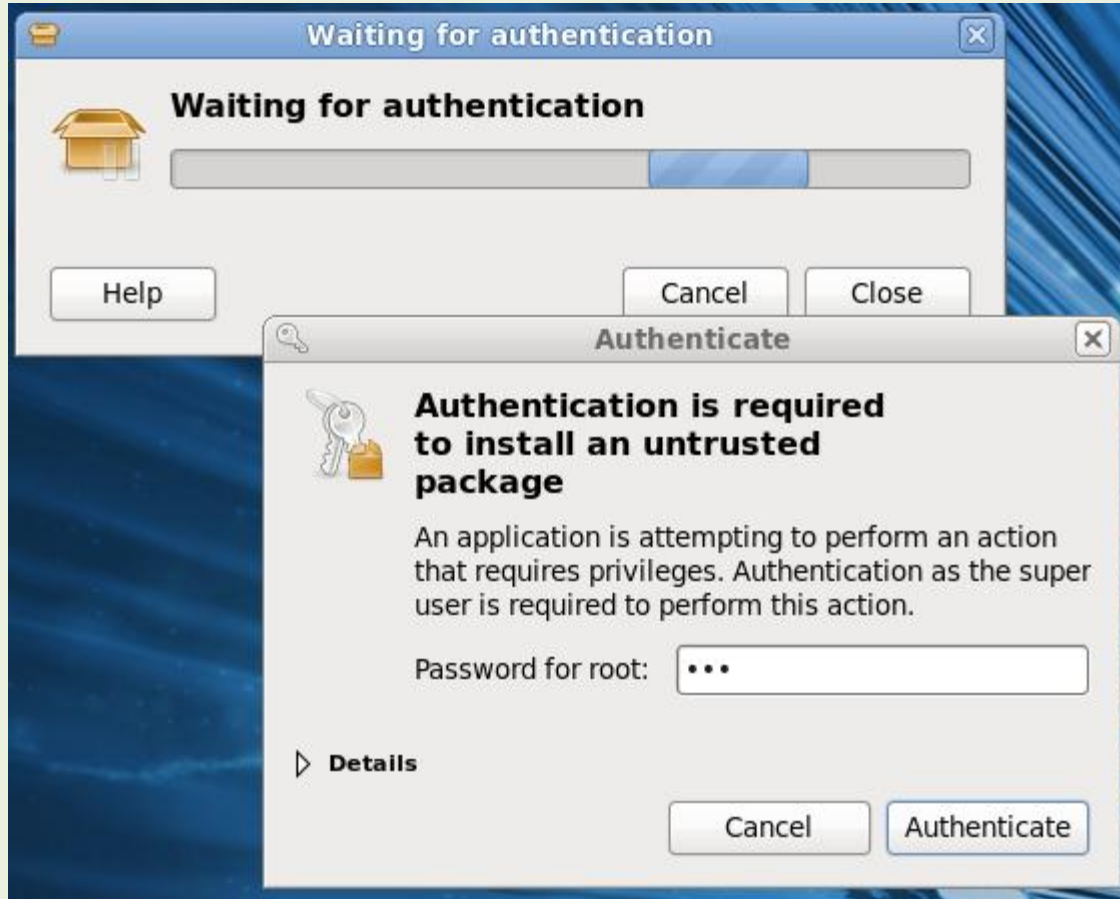 Waiting for authentication
Waiting for authentication
Help
Cancel
Close
Authenticate
Authentication is required
to install an untrusted
package
An application is attempting to perform an action
that requires privileges. Authentication as the super
user is required to perform this action.
Password for root: •••
Details
Cancel
Authenticate